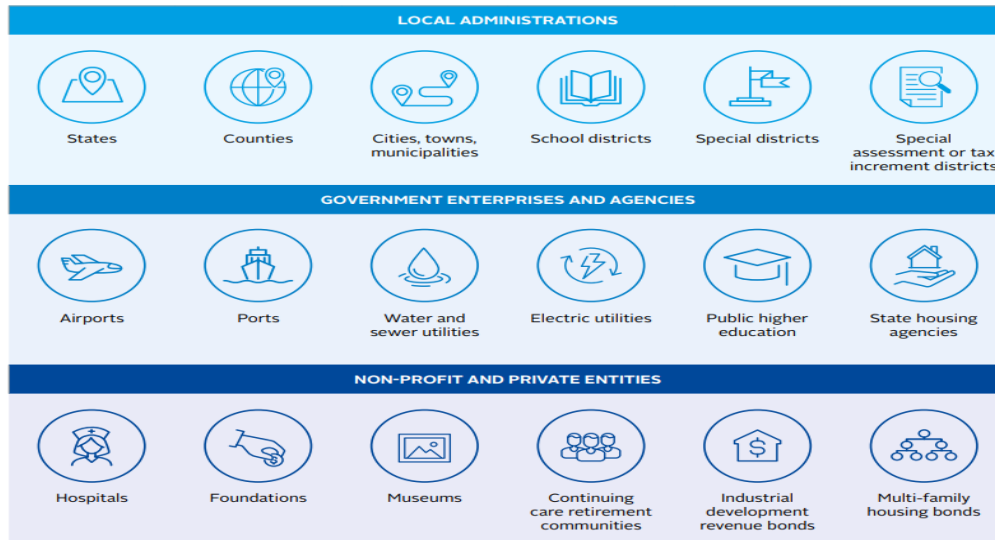 LOCAL ADMINISTRATIONS
States
Counties
Cities, towns,
municipalities
School districts
Special districts
Special
assessment or tax
increment districts
GOVERNMENT ENTERPRISES AND AGENCIES
Airports
Ports
Water and
sewer utilities
Electric utilities
Public higher
education
State housing
agencies
NON-PROFIT AND PRIVATE ENTITIES
Hospitals
Foundations
Museums
Continuing
care retirement
communities
Industrial
development
revenue bonds
Multi-family
housing bonds